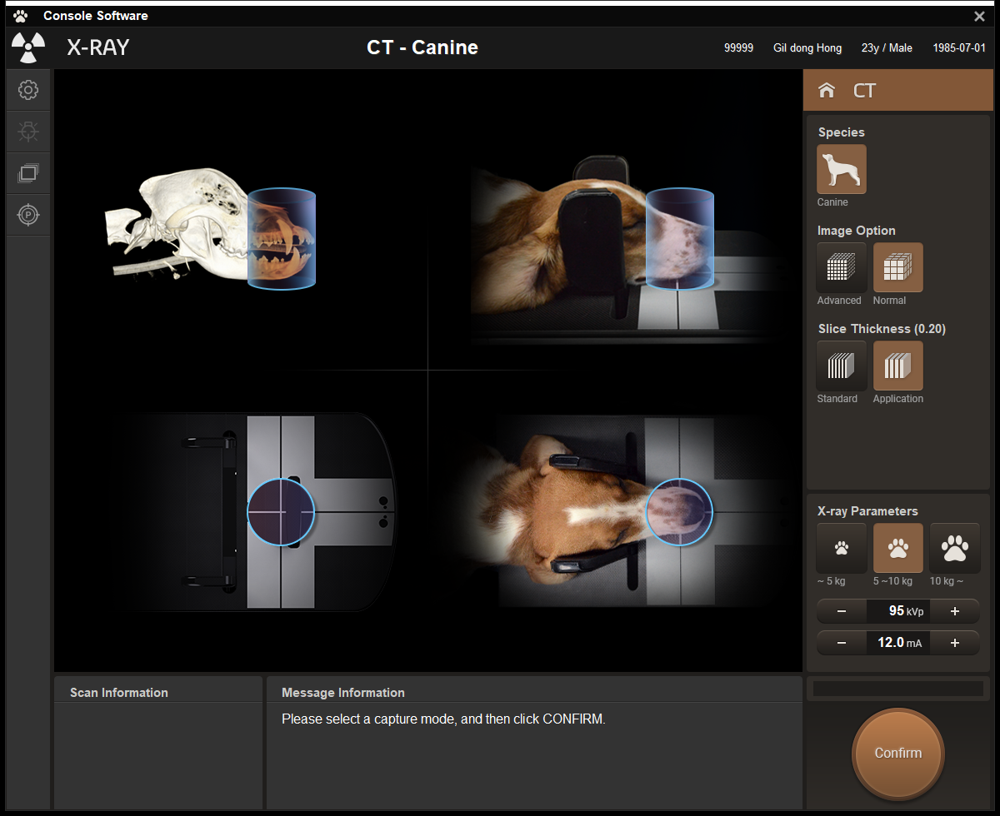 Console Software
X-RAY
CT - Canine
99999 Gil dong Hong 23y / Male 1985-07-01
CT
Species
Canine
Image Option
Advanced Normal
Slice Thickness (0.20)
Standard Application
X-ray Parameters
~ 5 kg 5 ~10 kg 10 kg ~
− 95 kVp +
− 12.0 mA +
P
Scan Information
Message Information
Please select a capture mode, and then click CONFIRM.
Confirm